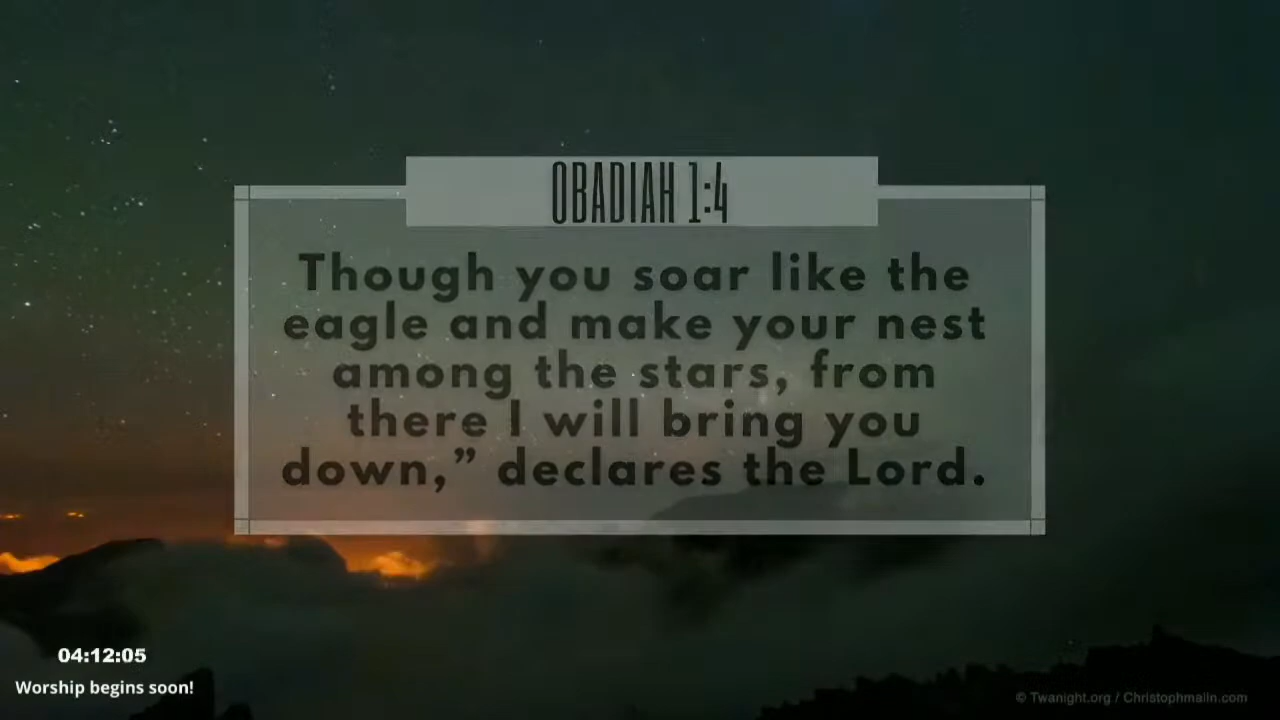 OBADIAH 1:4
Though you soar like the
eagle and make your nest
among the stars, from
there I will bring you
down,” declares the Lord.
04:12:05
Worship begins soon!
© Twanight.org / Christophmalin.com